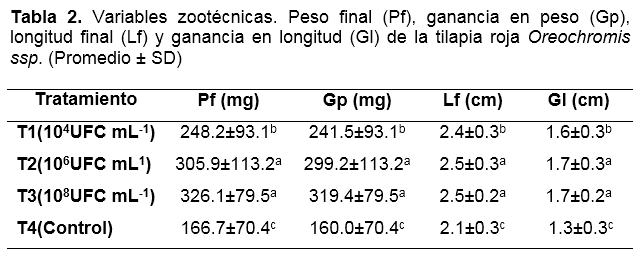 Tabla 2. Variables zootécnicas. Peso final (Pf), ganancia en peso (Gp),
longitud final (Lf) y ganancia en longitud (Gl) de la tilapia roja Oreochromis
ssp. (Promedio ± SD)
Tratamiento Pf (mg) Gp (mg) Lf (cm) Gl (cm)
T1(10⁴UFC mL⁻¹) 248.2±93.1ᵇ 241.5±93.1ᵇ 2.4±0.3ᵇ 1.6±0.3ᵇ
T2(10⁶UFC mL¹) 305.9±113.2ᵃ 299.2±113.2ᵃ 2.5±0.3ᵃ 1.7±0.3ᵃ
T3(10⁸UFC mL⁻¹) 326.1±79.5ᵃ 319.4±79.5ᵃ 2.5±0.2ᵃ 1.7±0.2ᵃ
T4(Control) 166.7±70.4ᶜ 160.0±70.4ᶜ 2.1±0.3ᶜ 1.3±0.3ᶜ